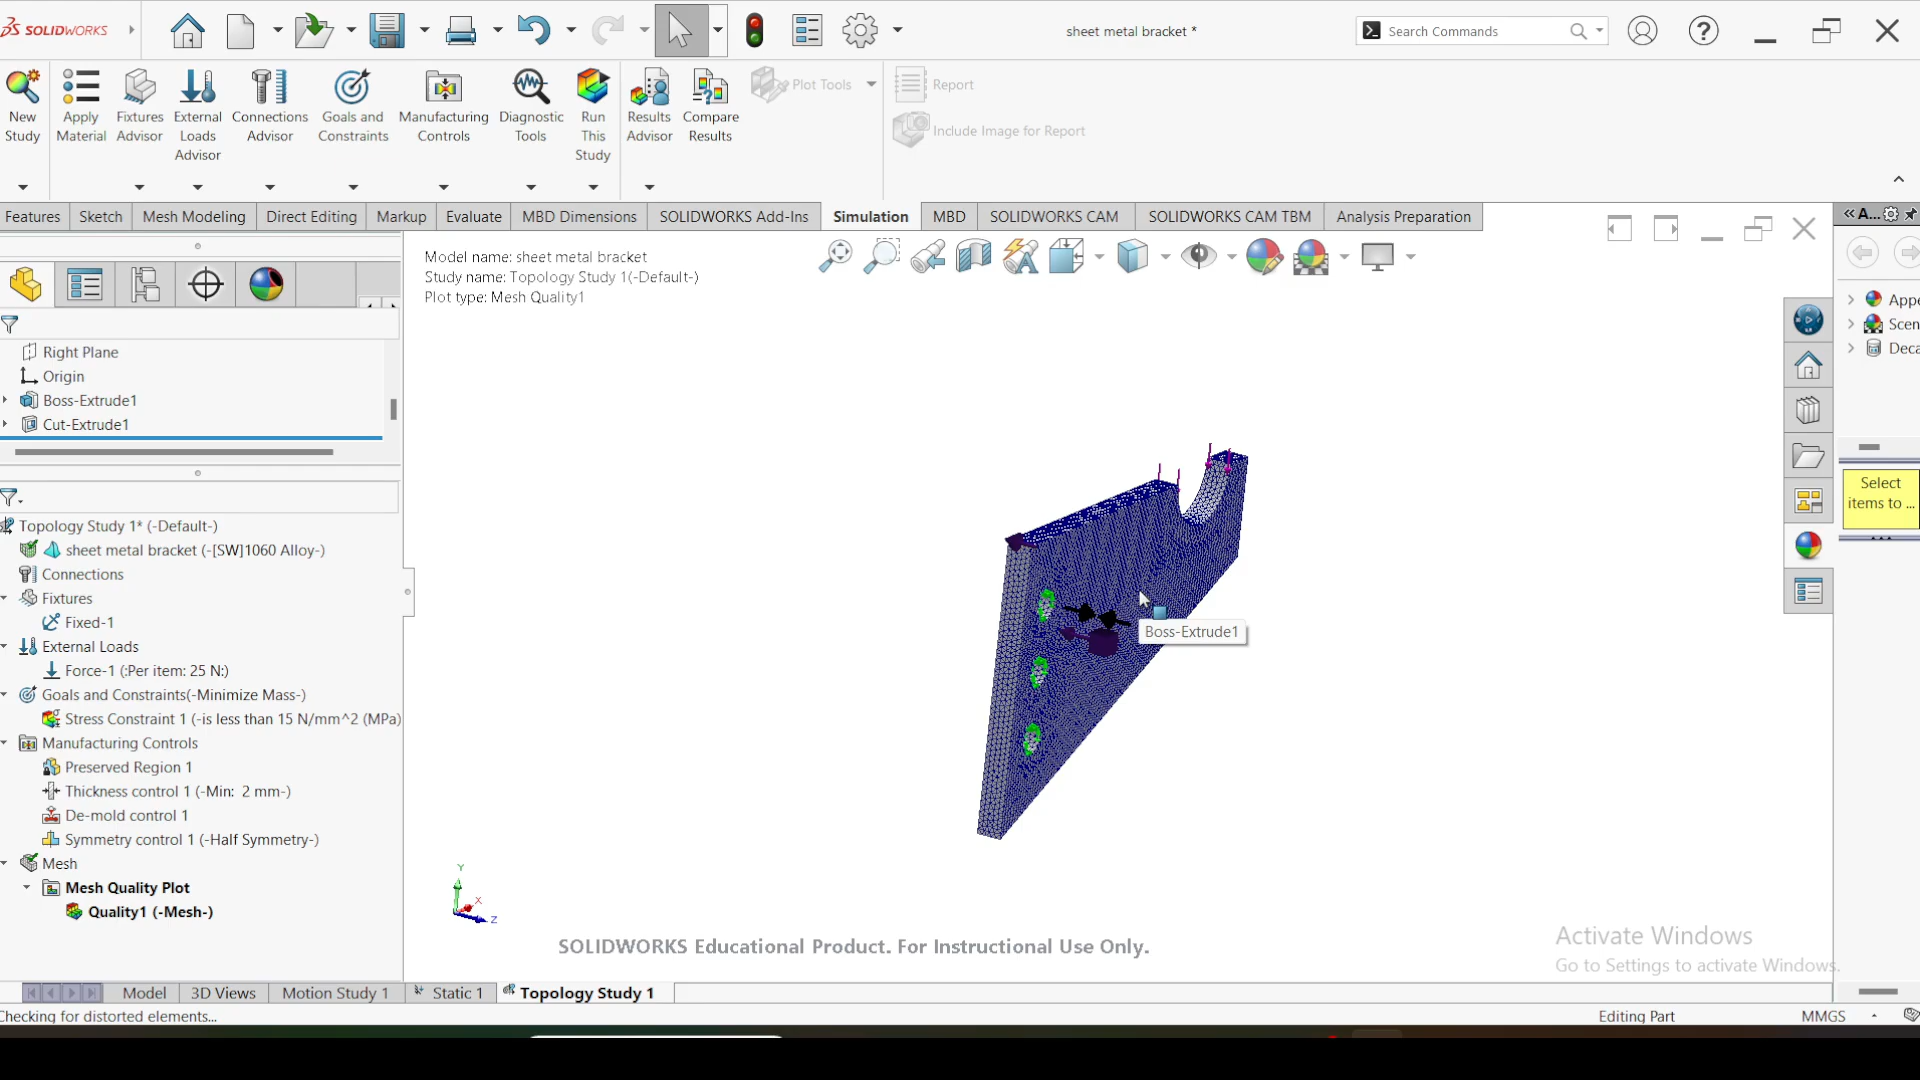 SOLIDWORKS
sheet metal bracket *
Search Commands
New Study
Apply Material
Fixtures Advisor
External Loads Advisor
Connections Advisor
Goals and Constraints
Manufacturing Controls
Diagnostic Tools
Run This Study
Results Advisor
Compare Results
Plot Tools
Report
Include Image for Report
Features
Sketch
Mesh Modeling
Direct Editing
Markup
Evaluate
MBD Dimensions
SOLIDWORKS Add-Ins
Simulation
MBD
SOLIDWORKS CAM
SOLIDWORKS CAM TBM
Analysis Preparation
A...
Model name: sheet metal bracket
Study name: Topology Study 1(-Default-)
Plot type: Mesh Quality1
Right Plane
Origin
Boss-Extrude1
Cut-Extrude1
Topology Study 1* (-Default-)
sheet metal bracket (-[SW]1060 Alloy-)
Connections
Fixtures
Fixed-1
External Loads
Force-1 (:Per item: 25 N:)
Goals and Constraints(-Minimize Mass-)
Stress Constraint 1 (-is less than 15 N/mm^2 (MPa)
Manufacturing Controls
Preserved Region 1
Thickness control 1 (-Min: 2 mm-)
De-mold control 1
Symmetry control 1 (-Half Symmetry-)
Mesh
Mesh Quality Plot
Quality1 (-Mesh-)
Boss-Extrude1
Y
X
Z
SOLIDWORKS Educational Product. For Instructional Use Only.
Appe
Scen
Deca
Select
items to ...
Activate Windows
Go to Settings to activate Windows.
Model
3D Views
Motion Study 1
Static 1
Topology Study 1
Checking for distorted elements...
Editing Part
MMGS